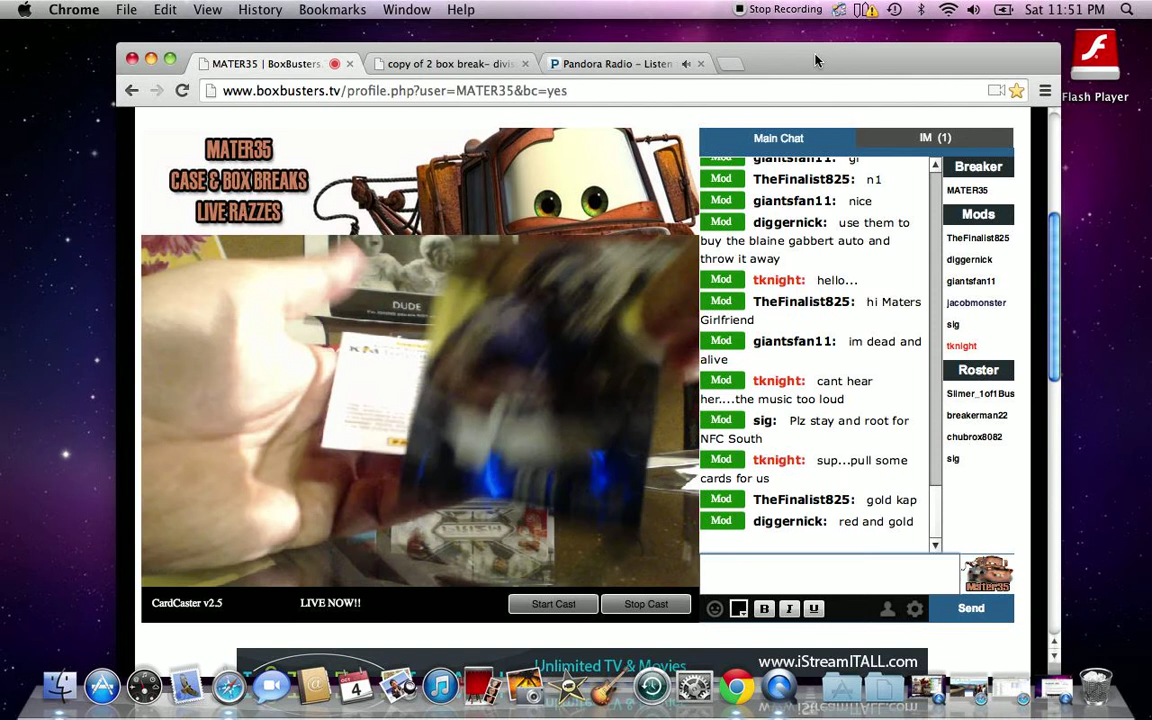 Chrome File Edit View History Bookmarks Window Help
Stop Recording Sat 11:51 PM
MATER35 | BoxBusters.
copy of 2 box break- divis
Pandora Radio - Listen
www.boxbusters.tv/profile.php?user=MATER35&bc=yes
Flash Player
MATER35
CASE & BOX BREAKS
LIVE RAZZES
DUDE
Main Chat
IM (1)
Mod giantsfan11: gl
Mod TheFinalist825: n1
Mod giantsfan11: nice
Mod diggernick: use them to
buy the blaine gabbert auto and
throw it away
Mod tknight: hello...
Mod TheFinalist825: hi Maters
Girlfriend
Mod giantsfan11: im dead and
alive
Mod tknight: cant hear
her....the music too loud
Mod sig: Plz stay and root for
NFC South
Mod tknight: sup...pull some
cards for us
Mod TheFinalist825: gold kap
Mod diggernick: red and gold
Breaker
MATER35
Mods
TheFinalist825
diggernick
giantsfan11
jacobmonster
sig
tknight
Roster
Slimer_1of1Bus
breakerman22
chubrox8082
sig
Mater35
B I U
Send
CardCaster v2.5
LIVE NOW!!
Start Cast
Stop Cast
Unlimited TV & Movies
www.iStreamITALL.com
OCT
4